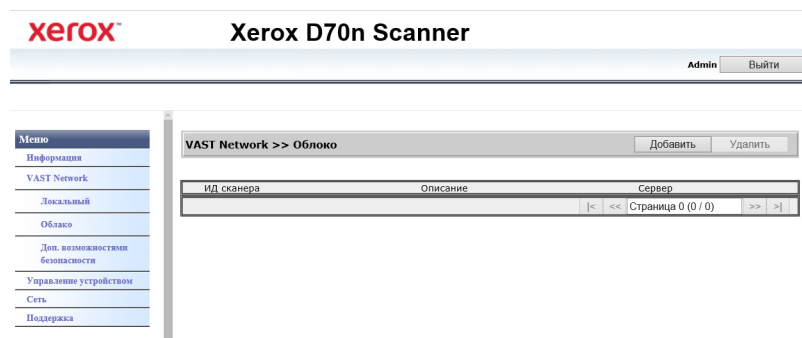 xerox™ Xerox D70n Scanner
Admin Выйти
Меню
Информация
VAST Network
Локальный
Облако
Доп. возможностями
безопасности
Управление устройством
Сеть
Поддержка
VAST Network >> Облако Добавить Удалить
ИД сканера Описание Сервер
|< << Страница 0 (0 / 0) >> >|